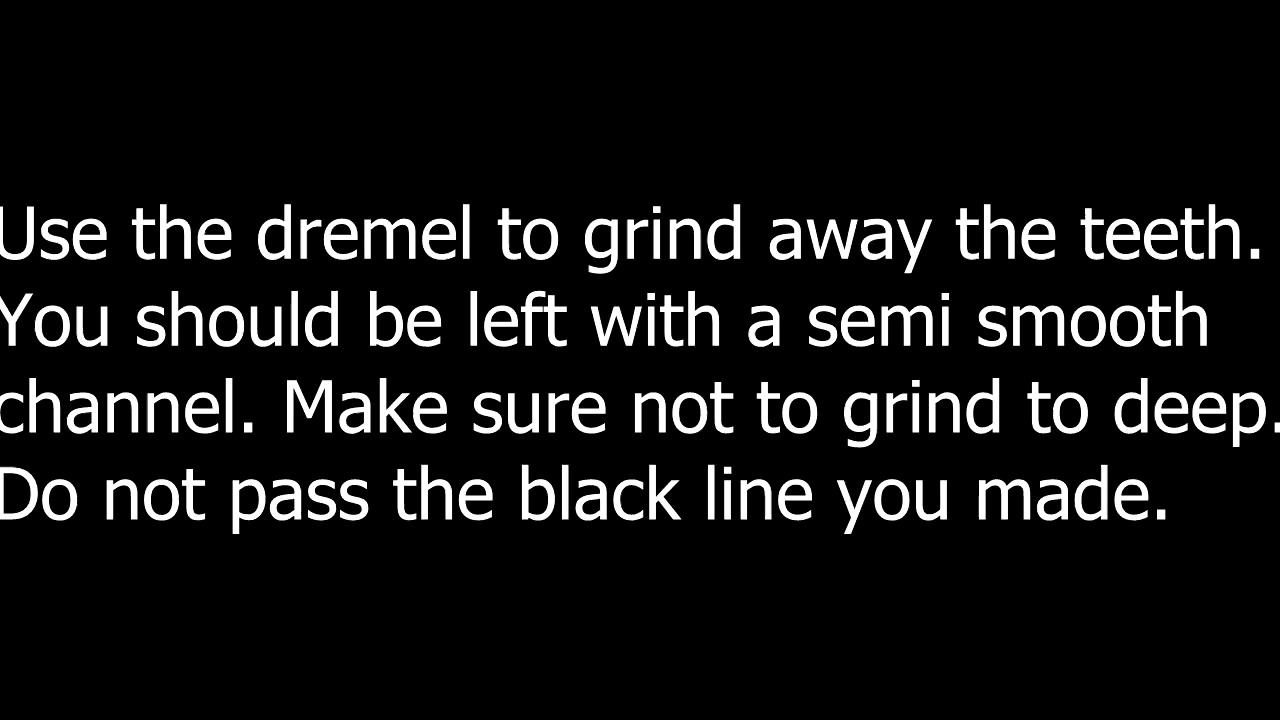 Use the dremel to grind away the teeth.
You should be left with a semi smooth
channel. Make sure not to grind to deep.
Do not pass the black line you made.